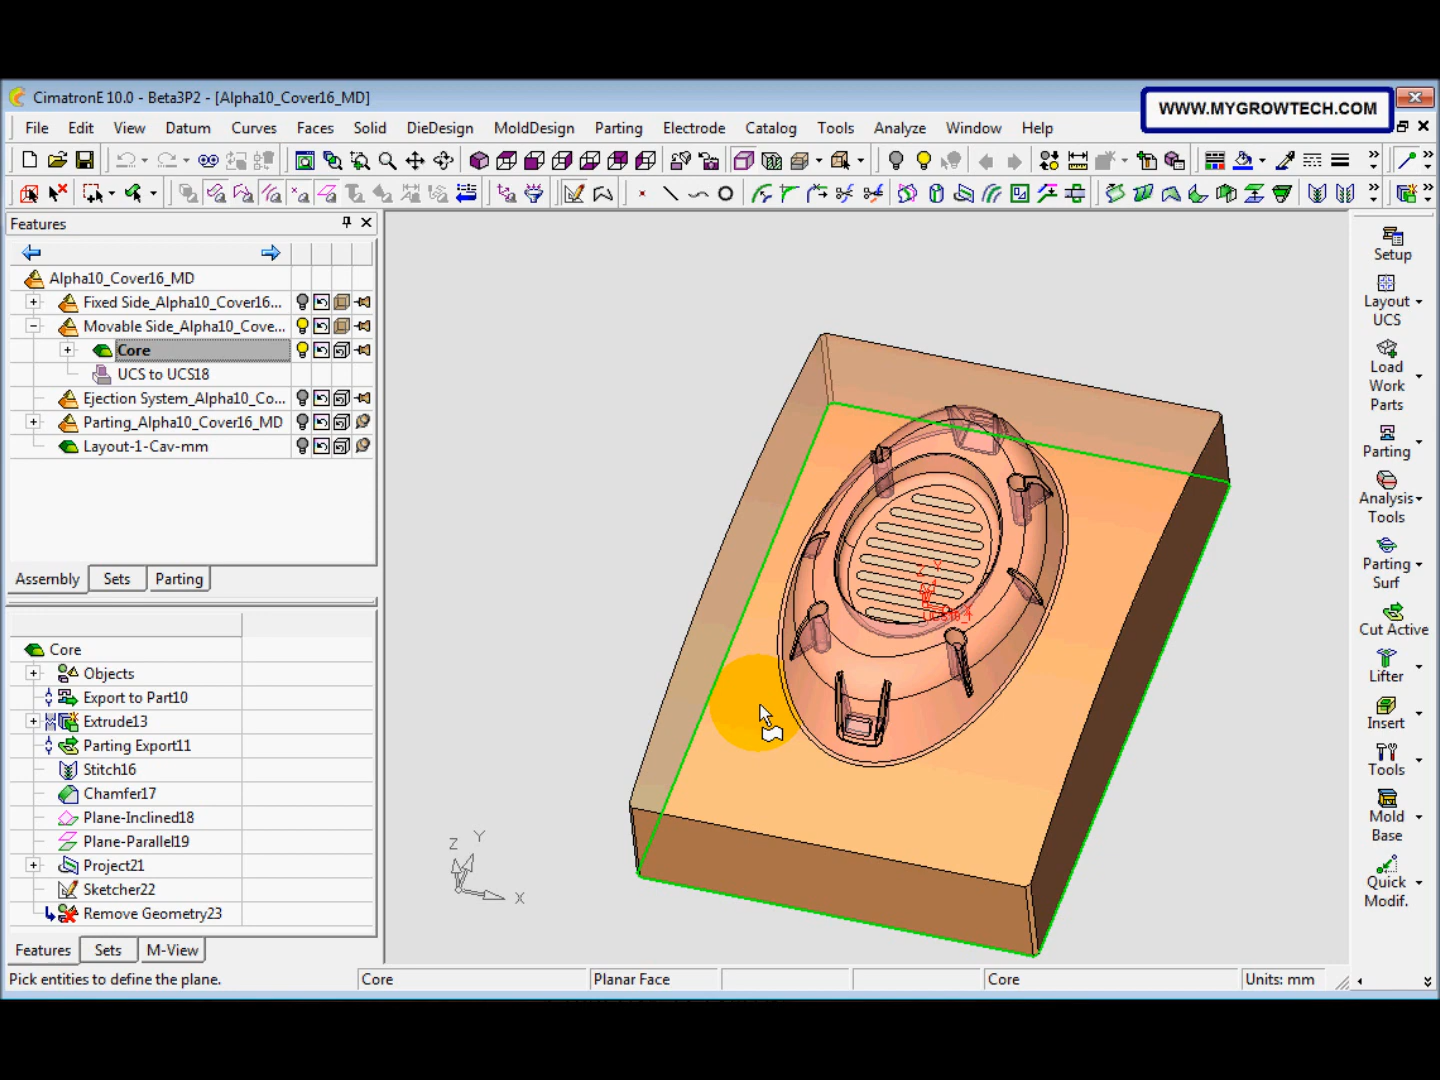 CimatronE 10.0 - Beta3P2 - [Alpha10_Cover16_MD]
WWW.MYGROWTECH.COM
File Edit View Datum Curves Faces Solid DieDesign MoldDesign Parting Electrode Catalog Tools Analyze Window Help
Features
Alpha10_Cover16_MD
Fixed Side_Alpha10_Cover16...
Movable Side_Alpha10_Cove...
Core
UCS to UCS18
Ejection System_Alpha10_Co...
Parting_Alpha10_Cover16_MD
Layout-1-Cav-mm
Assembly Sets Parting
Core
Objects
Export to Part10
Extrude13
Parting Export11
Stitch16
Chamfer17
Plane-Inclined18
Plane-Parallel19
Project21
Sketcher22
Remove Geometry23
Features Sets M-View
Z Y
X
Setup
Layout
UCS
Load
Work
Parts
Parting
Analysis
Tools
Parting
Surf
Cut Active
Lifter
Insert
Tools
Mold
Base
Quick
Modif.
Pick entities to define the plane. Core Planar Face Core Units: mm